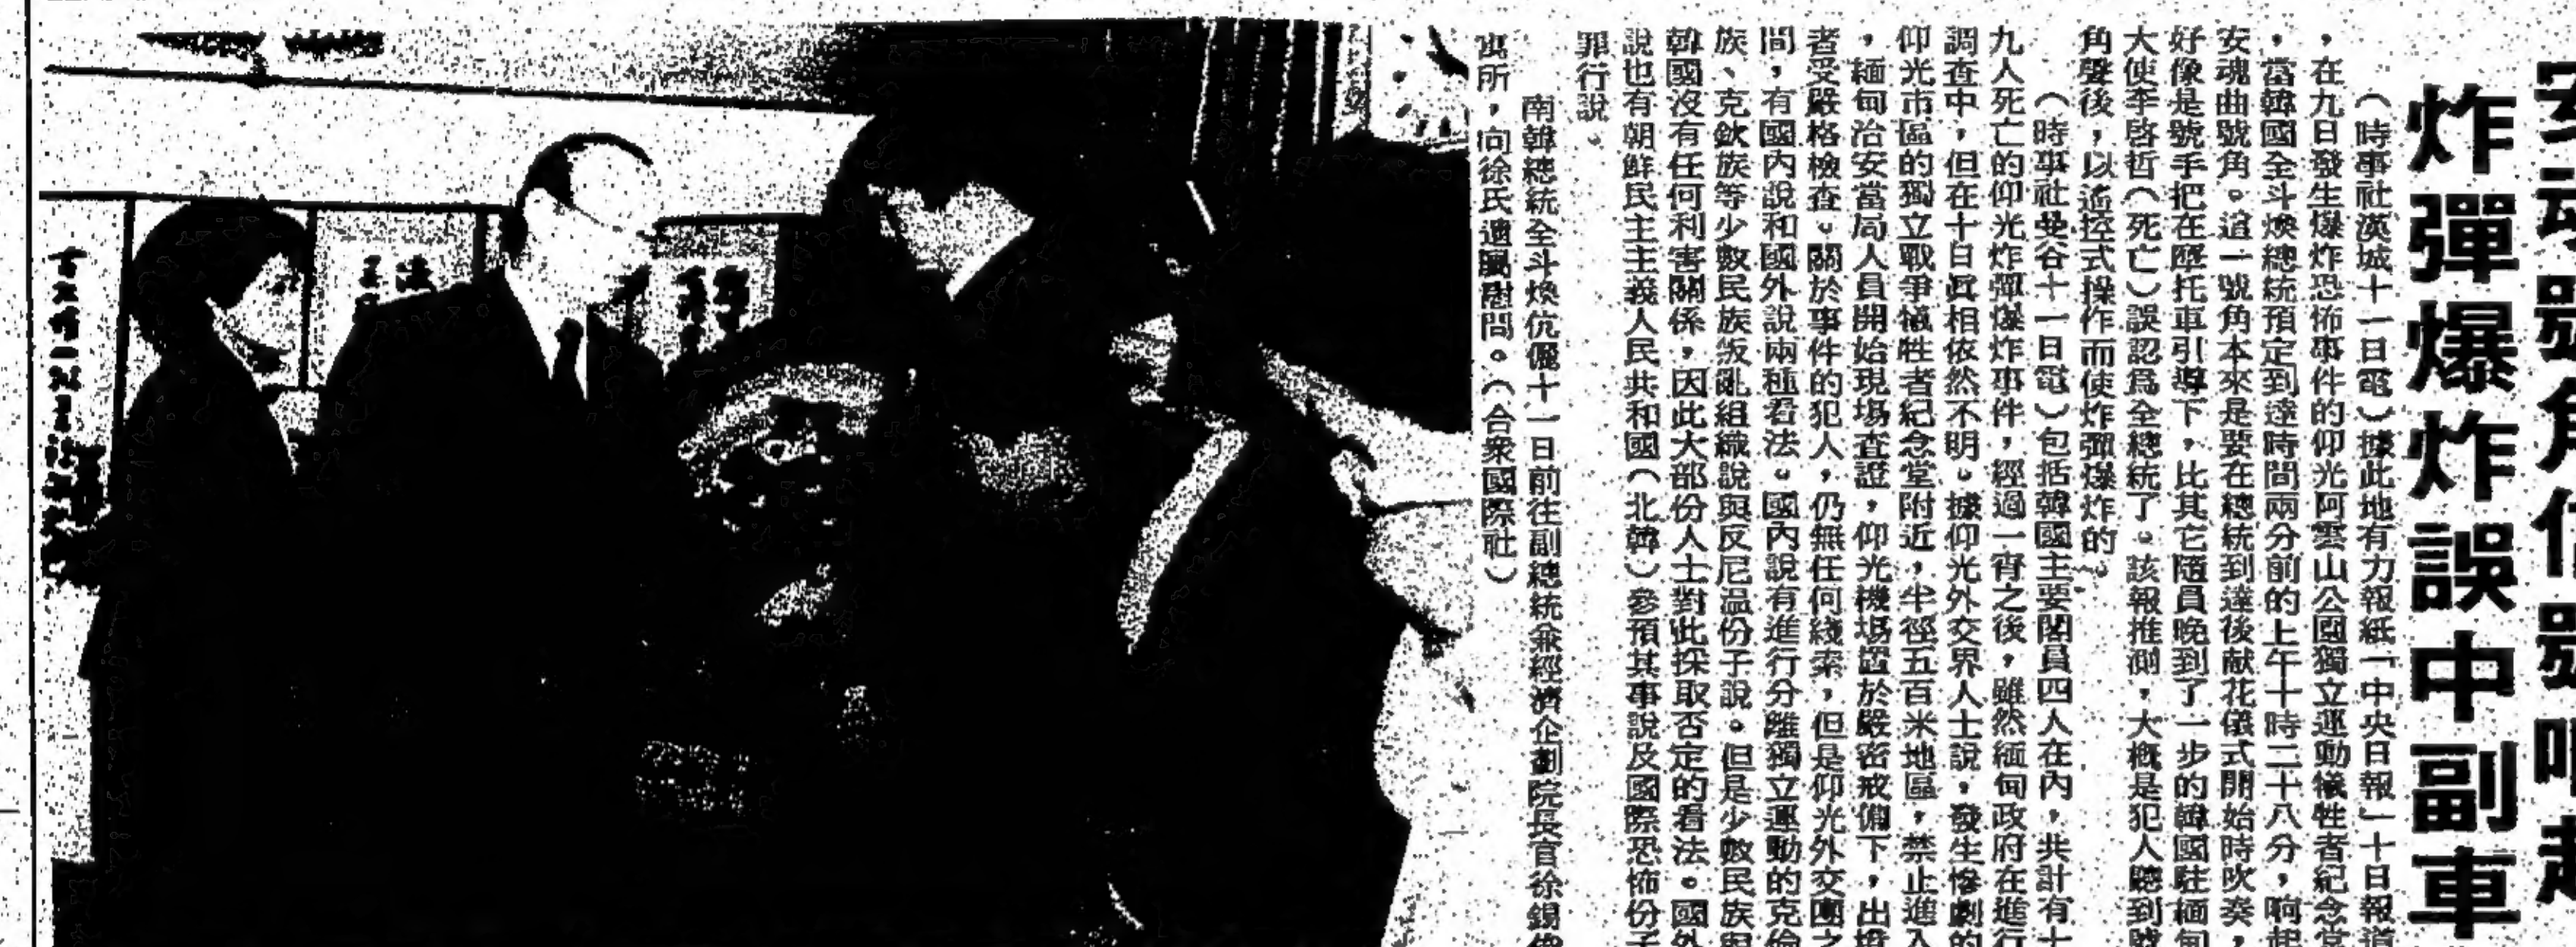 炸彈爆炸誤中副車
（時事社漢城十一日電）據此地有力報紙「中央日報」十日報道
，在九日發生爆炸恐怖事件的仰光阿雲山公園獨立運動犧牲者紀念堂
，當韓國全斗煥總統預定到達時間兩分前的上午十時二十八分，响起
安魂曲號角。這一號角本來是要在總統到達後献花儀式開始時吹奏，
好像是號手把在摩托車引導下，比其它隨員晚到了一步的韓國駐緬甸
大使李啓哲（死亡）誤認爲全總統了。該報推測，大槪是犯人聽到號
角聲後，以遙控式操作而使炸彈爆炸的。
（時事社曼谷十一日電）包括韓國主要閣員四人在內，共計有十
九人死亡的仰光炸彈爆炸事件，經過一宵之後，雖然緬甸政府在進行
調查中，但在十日眞相依然不明。據仰光外交界人士說，發生慘劇的
仰光市區的獨立戰爭犧牲者紀念堂附近，半徑五百米地區，禁止進入
，緬甸治安當局人員開始現場查證，仰光機場置於嚴密戒備下，出境
者受嚴格檢查。關於事件的犯人，仍無任何綫索，但是仰光外交團之
間，有國內說和國外說兩種看法。國內說有進行分離獨立運動的克倫
族、克欽族等少數民族叛亂組織說與反尼温份子說。但是少數民族與
韓國沒有任何利害關係，因此大部份人士對此採取否定的看法。國外
說也有朝鮮民主主義人民共和國（北韓）參預其事說及國際恐怖份子
罪行說。
南韓總統全斗煥伉儷十一日前往副總統兼經濟企劃院長官徐錫俊
寓所，向徐氏遺屬慰問。（合衆國際社）